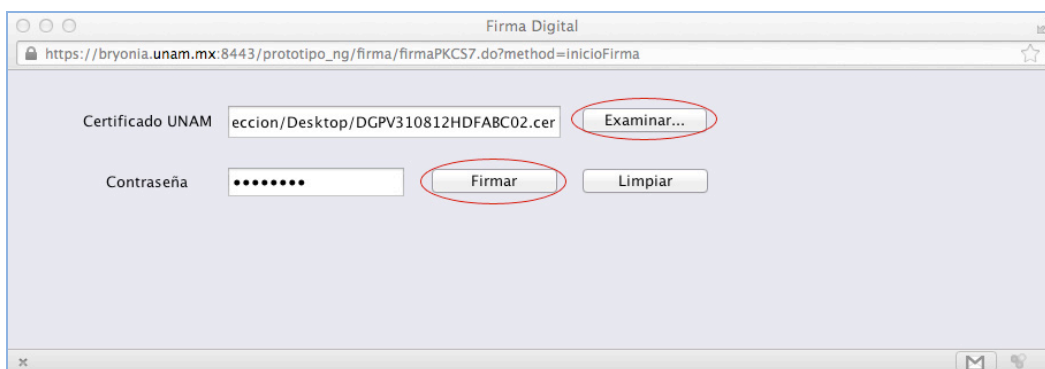 Firma Digital
https://bryonia.unam.mx:8443/prototipo_ng/firma/firmaPKCS7.do?method=inicioFirma
Certificado UNAM eccion/Desktop/DGPV310812HDFABC02.cer Examinar...
Contraseña •••••••• Firmar Limpiar